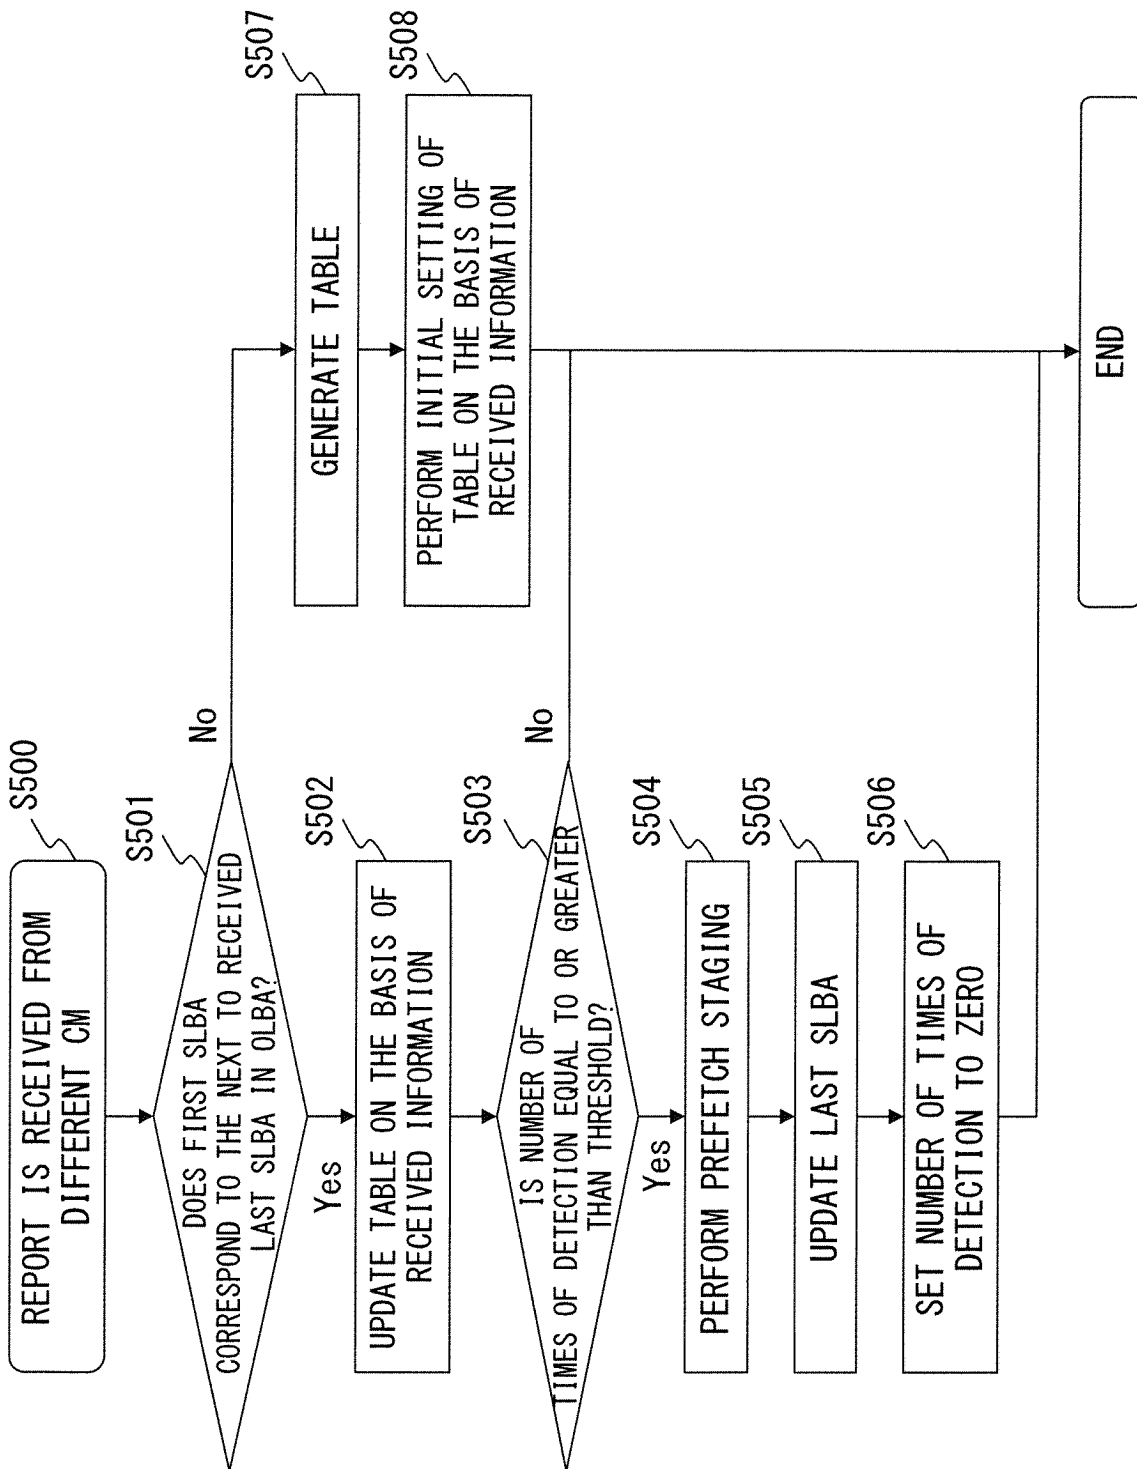 S500
REPORT IS RECEIVED FROM
DIFFERENT CM
S501
DOES FIRST SLBA
CORRESPOND TO THE NEXT TO RECEIVED
LAST SLBA IN OLBA?
No
Yes
S502
UPDATE TABLE ON THE BASIS OF
RECEIVED INFORMATION
S503
IS NUMBER OF
TIMES OF DETECTION EQUAL TO OR GREATER
THAN THRESHOLD?
No
Yes
S504
PERFORM PREFETCH STAGING
S505
UPDATE LAST SLBA
S506
SET NUMBER OF TIMES OF
DETECTION TO ZERO
S507
GENERATE TABLE
S508
PERFORM INITIAL SETTING OF
TABLE ON THE BASIS OF
RECEIVED INFORMATION
END